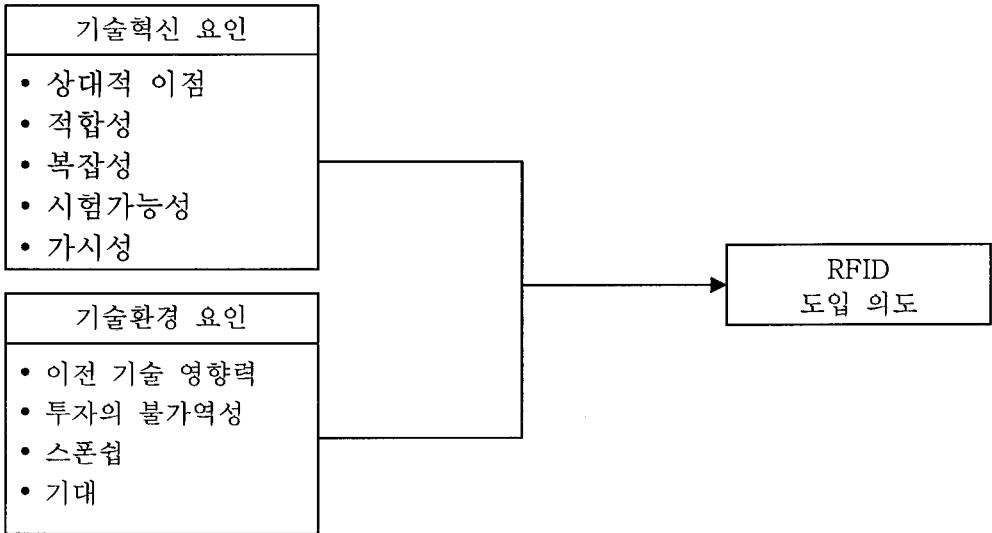 기술혁신 요인
• 상대적 이점
• 적합성
• 복잡성
• 시험가능성
• 가시성
기술환경 요인
• 이전 기술 영향력
• 투자의 불가역성
• 스폰쉽
• 기대
RFID
도입 의도